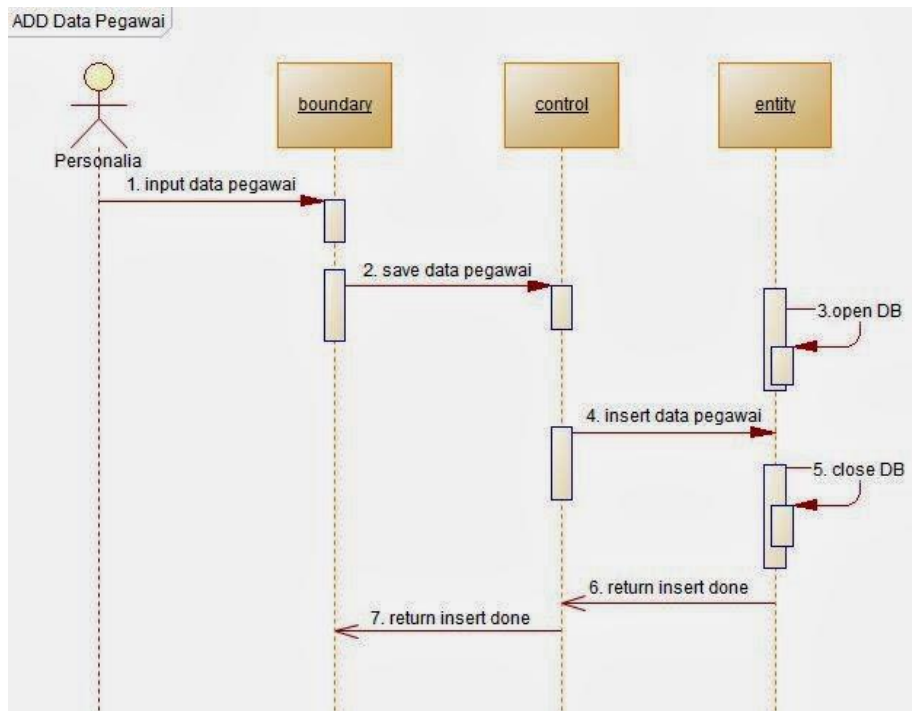 ADD Data Pegawai
boundary
control
entity
Personalia
1. input data pegawai
2. save data pegawai
3.open DB
4. insert data pegawai
5. close DB
6. return insert done
7. return insert done